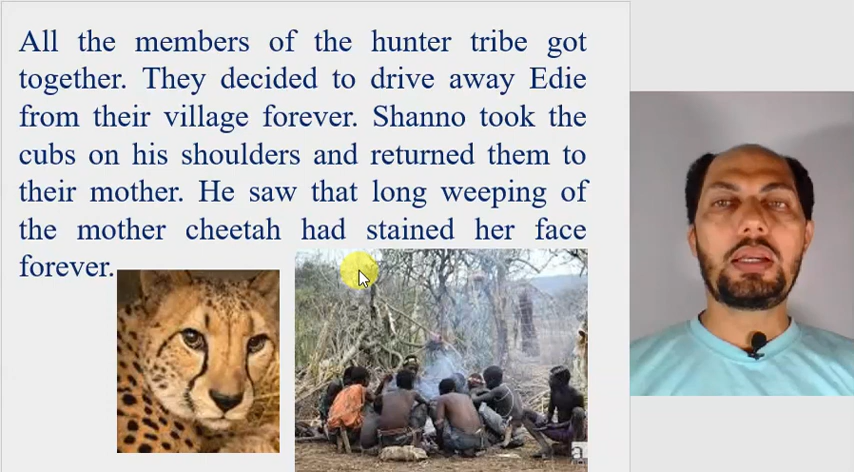 All the members of the hunter tribe got
together. They decided to drive away Edie
from their village forever. Shanno took the
cubs on his shoulders and returned them to
their mother. He saw that long weeping of
the mother cheetah had stained her face
forever.
a